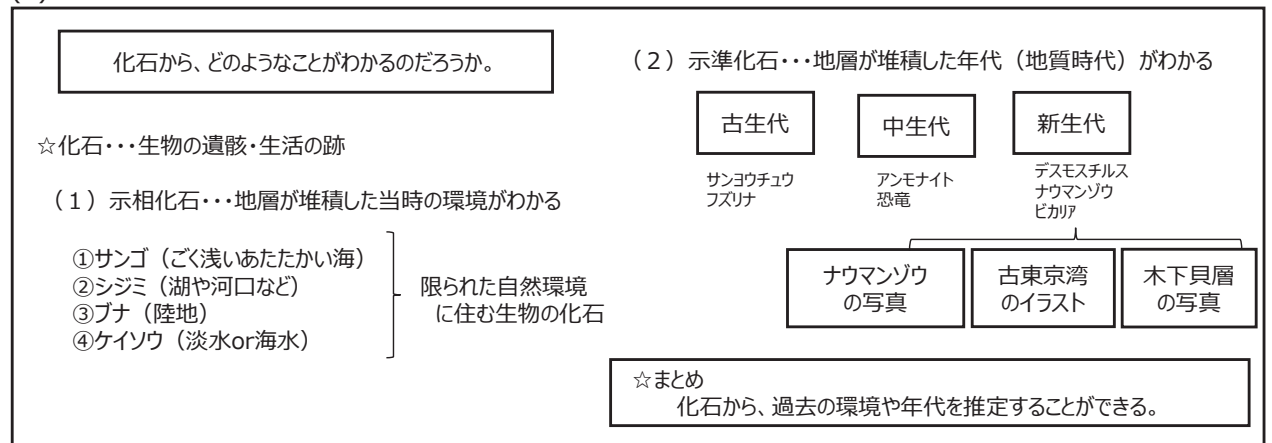 化石から、どのようなことがわかるのだろうか。
☆化石・・・生物の遺骸・生活の跡
（１）示相化石・・・地層が堆積した当時の環境がわかる
①サンゴ（ごく浅いあたたかい海）
②シジミ（湖や河口など）
③ブナ（陸地）
④ケイソウ（淡水or海水）
限られた自然環境
に住む生物の化石
（２）示準化石・・・地層が堆積した年代（地質時代）がわかる
古生代
サンヨウチュウ
フズリナ
中生代
アンモナイト
恐竜
新生代
デスモスチルス
ナウマンゾウ
ビカリア
ナウマンゾウ
の写真
古東京湾
のイラスト
木下貝層
の写真
☆まとめ
化石から、過去の環境や年代を推定することができる。